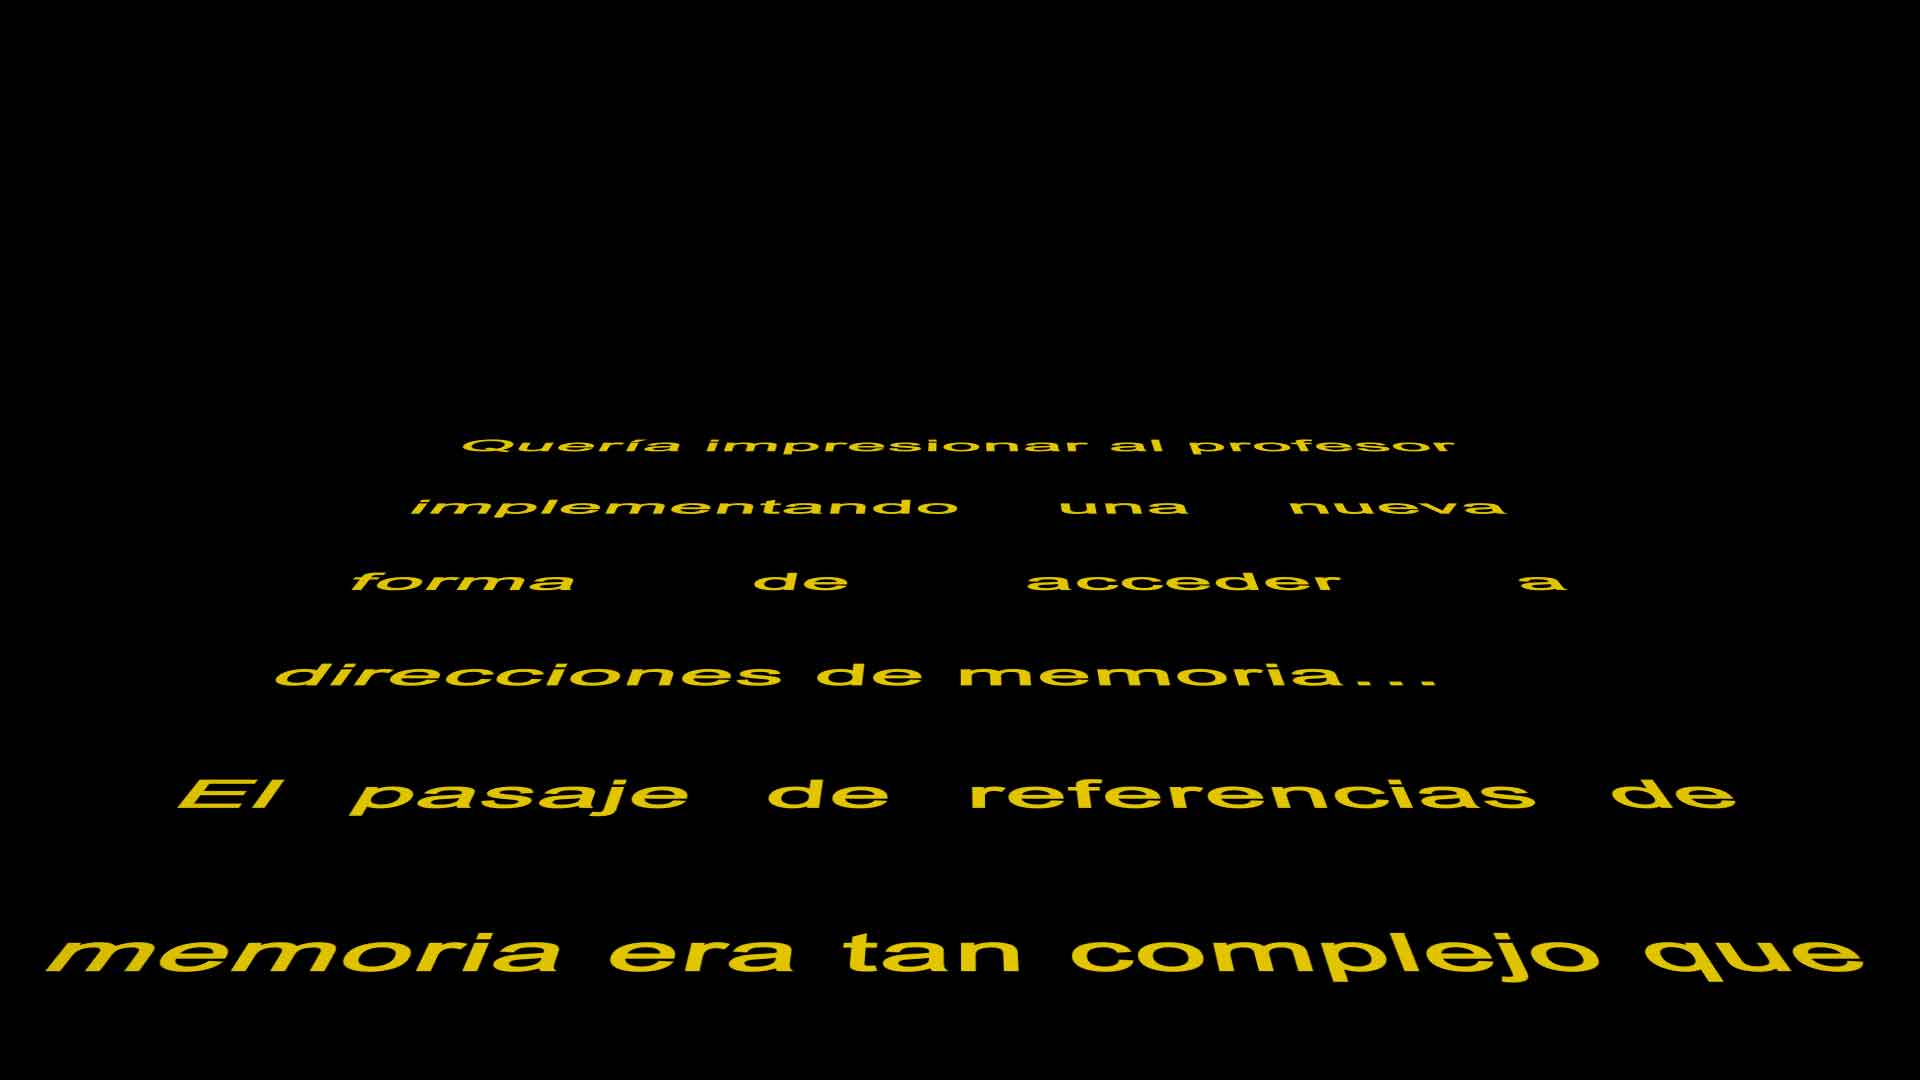 Quería impresionar al profesor
implementando una nueva
forma de acceder a
direcciones de memoria...
El pasaje de referencias de
memoria era tan complejo que